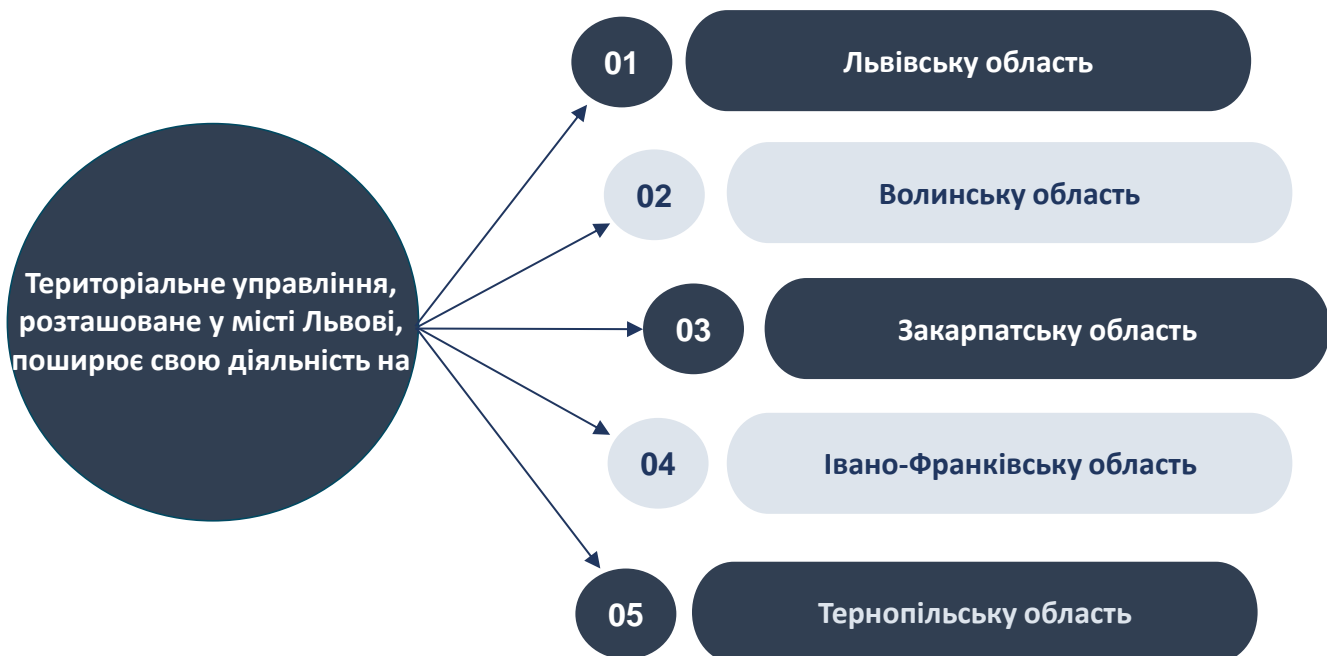 Територіальне управління,
розташоване у місті Львові,
поширює свою діяльність на
01
Львівську область
02
Волинську область
03
Закарпатську область
04
Івано-Франківську область
05
Тернопільську область